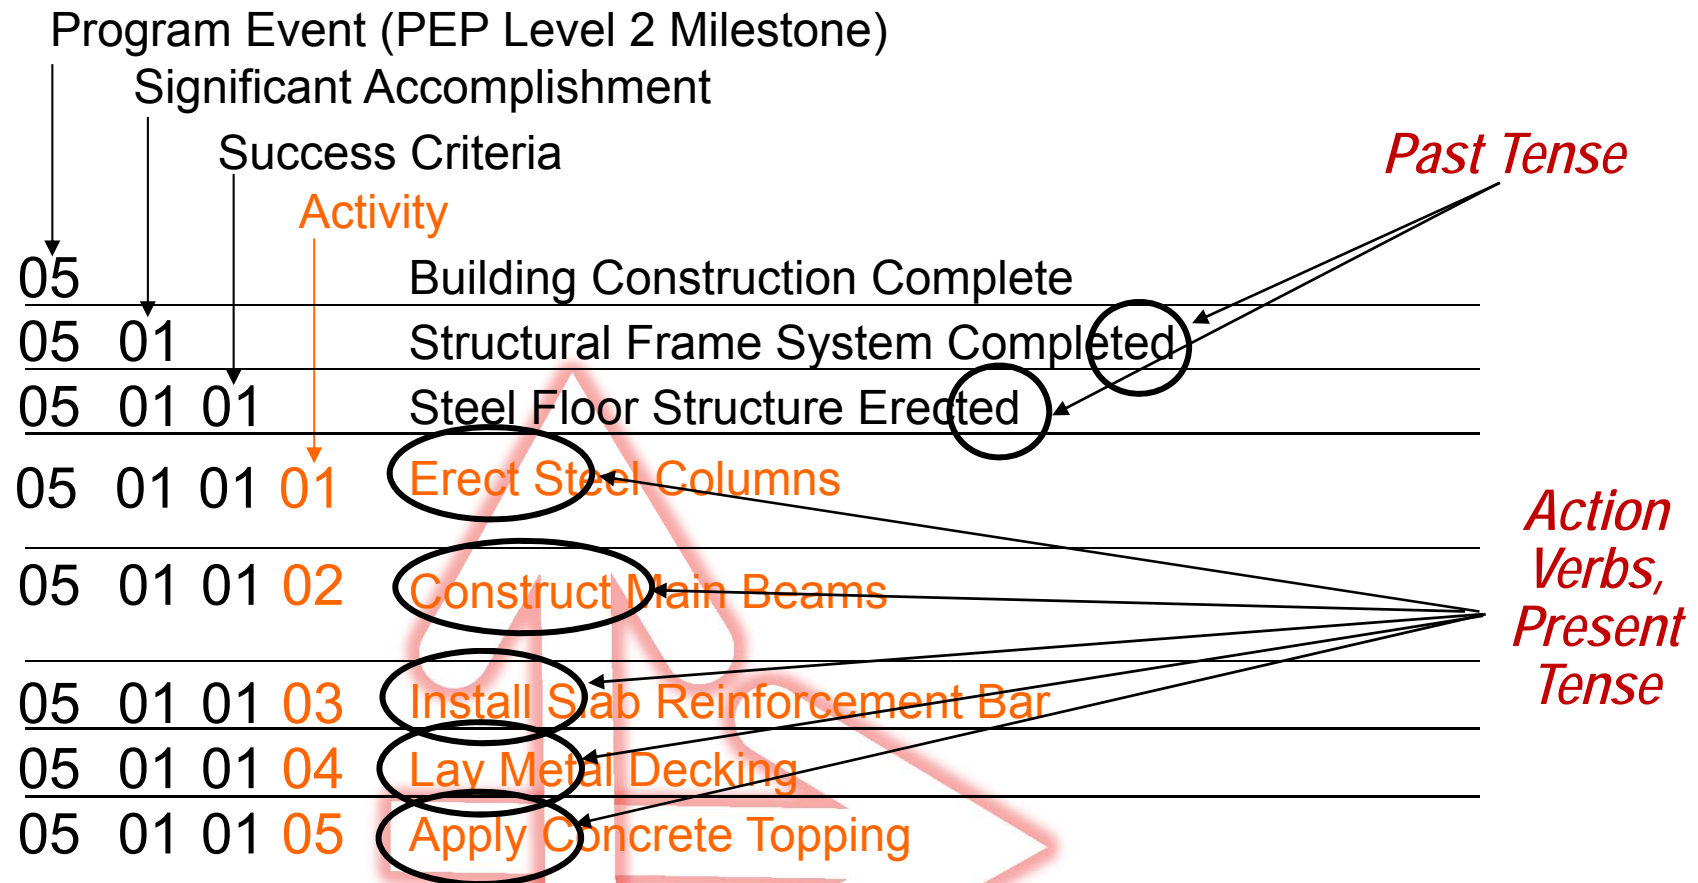 Program Event (PEP Level 2 Milestone)
Significant Accomplishment
Success Criteria
Past Tense
Activity
05 Building Construction Complete
05 01 Structural Frame System Completed
05 01 01 Steel Floor Structure Erected
05 01 01 01 Erect Steel Columns
05 01 01 02 Construct Main Beams
05 01 01 03 Install Slab Reinforcement Bar
05 01 01 04 Lay Metal Decking
05 01 01 05 Apply Concrete Topping
Action
Verbs,
Present
Tense